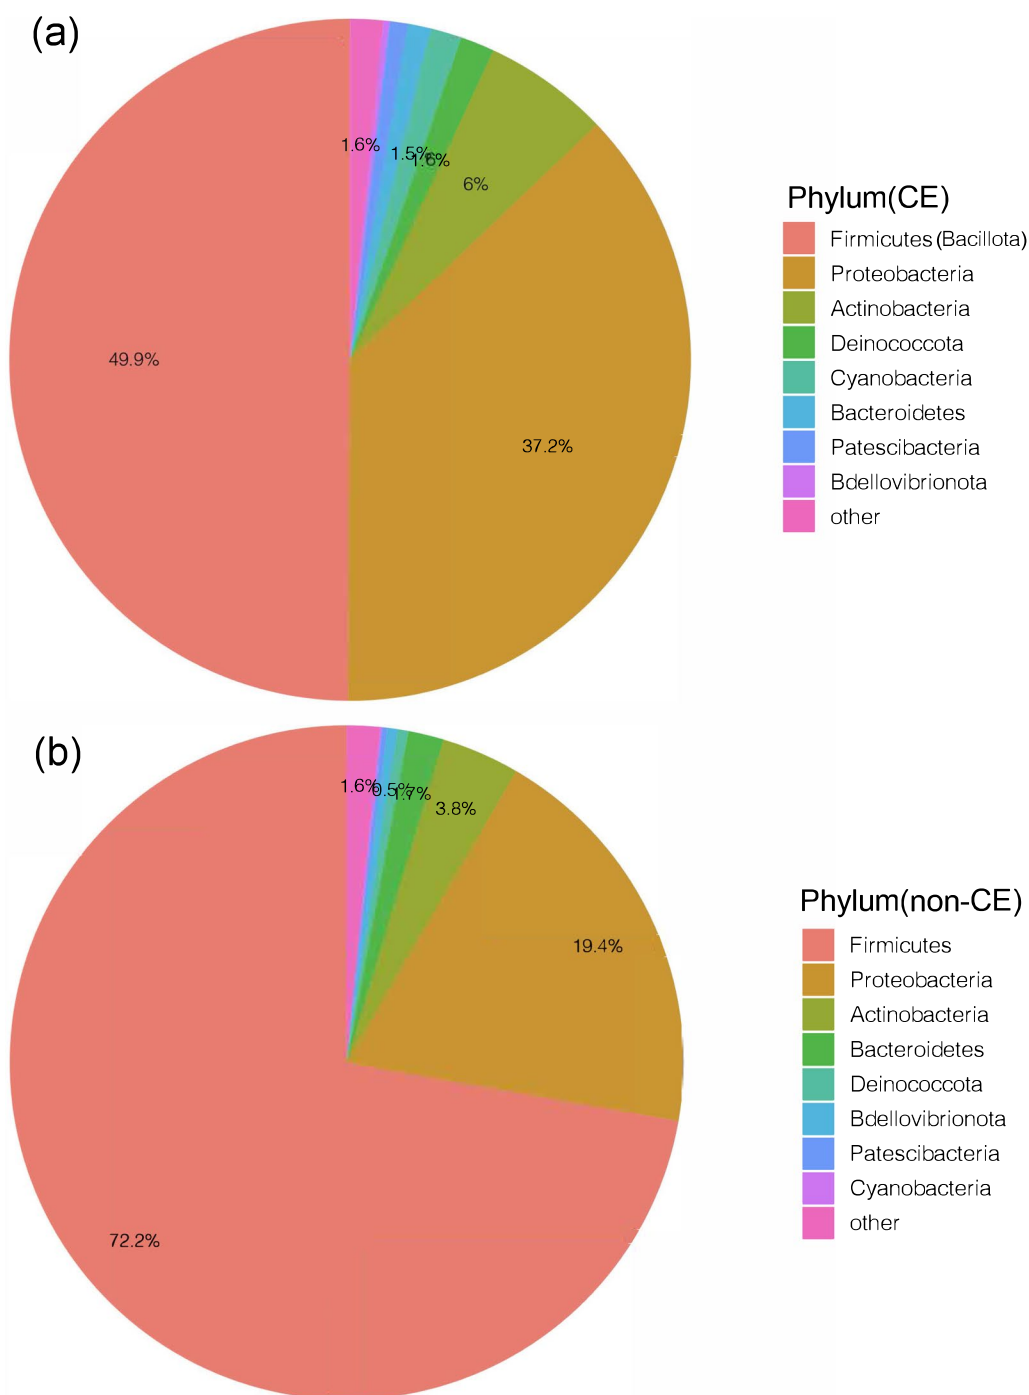 (a)
1.6%
1.5%
1.6%
6%
49.9%
37.2%
Phylum(CE)
Firmicutes (Bacillota)
Proteobacteria
Actinobacteria
Deinococcota
Cyanobacteria
Bacteroidetes
Patescibacteria
Bdellovibrionota
other
(b)
1.6%
0.5%
1.7%
3.8%
19.4%
72.2%
Phylum(non-CE)
Firmicutes
Proteobacteria
Actinobacteria
Bacteroidetes
Deinococcota
Bdellovibrionota
Patescibacteria
Cyanobacteria
other